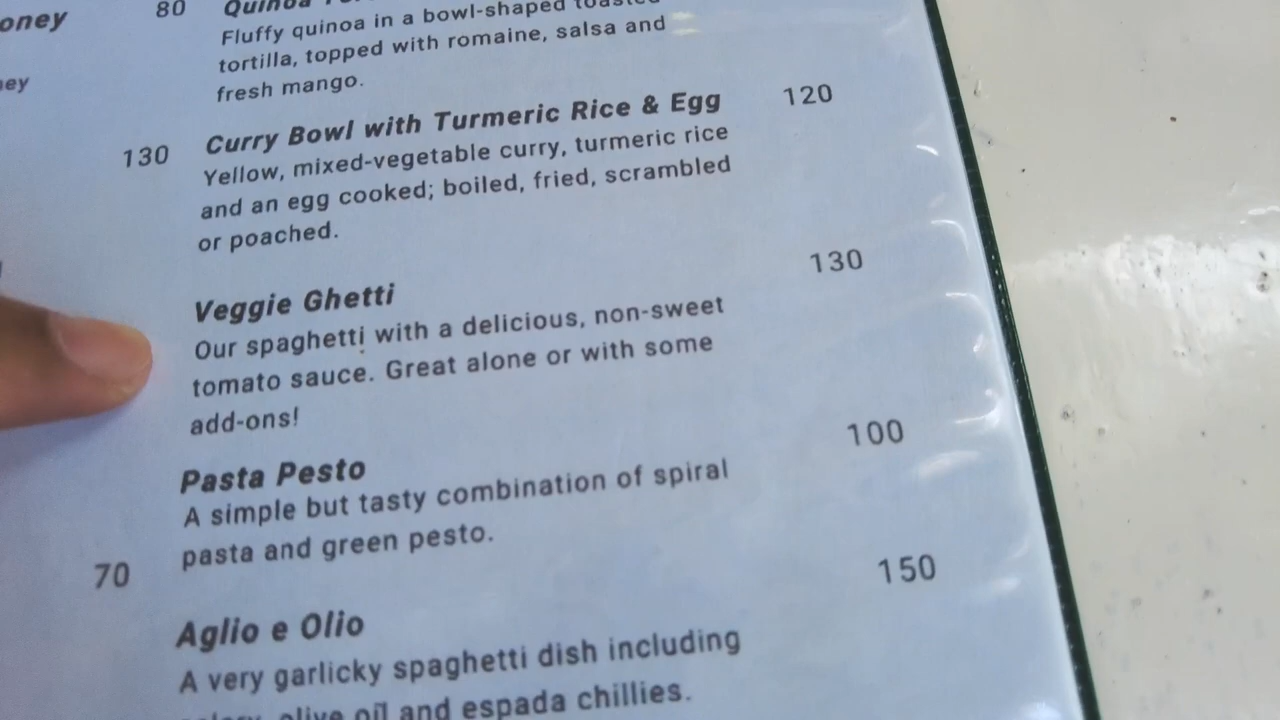 oney
80
Quinoa
Fluffy quinoa in a bowl-shaped toasted
tortilla, topped with romaine, salsa and
fresh mango.
130
Curry Bowl with Turmeric Rice & Egg 120
Yellow, mixed-vegetable curry, turmeric rice
and an egg cooked; boiled, fried, scrambled
or poached.
Veggie Ghetti 130
Our spaghetti with a delicious, non-sweet
tomato sauce. Great alone or with some
add-ons!
Pasta Pesto 100
A simple but tasty combination of spiral
pasta and green pesto.
70
Aglio e Olio 150
A very garlicky spaghetti dish including
olive oil and espada chillies.